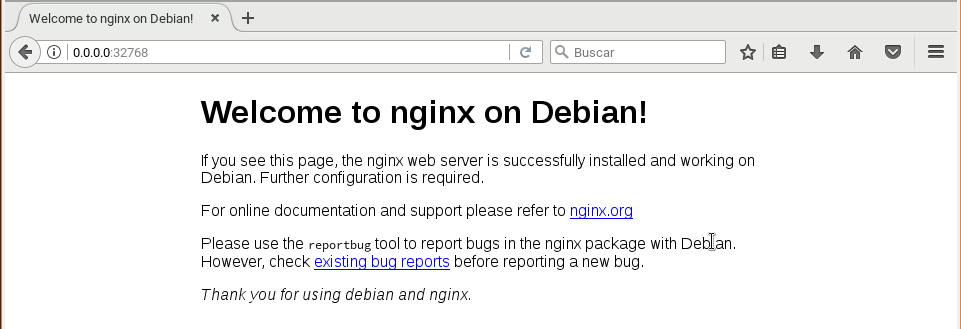 Welcome to nginx on Debian!
0.0.0.0:32768
Buscar
Welcome to nginx on Debian!
If you see this page, the nginx web server is successfully installed and working on
Debian. Further configuration is required.
For online documentation and support please refer to nginx.org
Please use the reportbug tool to report bugs in the nginx package with Debian.
However, check existing bug reports before reporting a new bug.
Thank you for using debian and nginx.